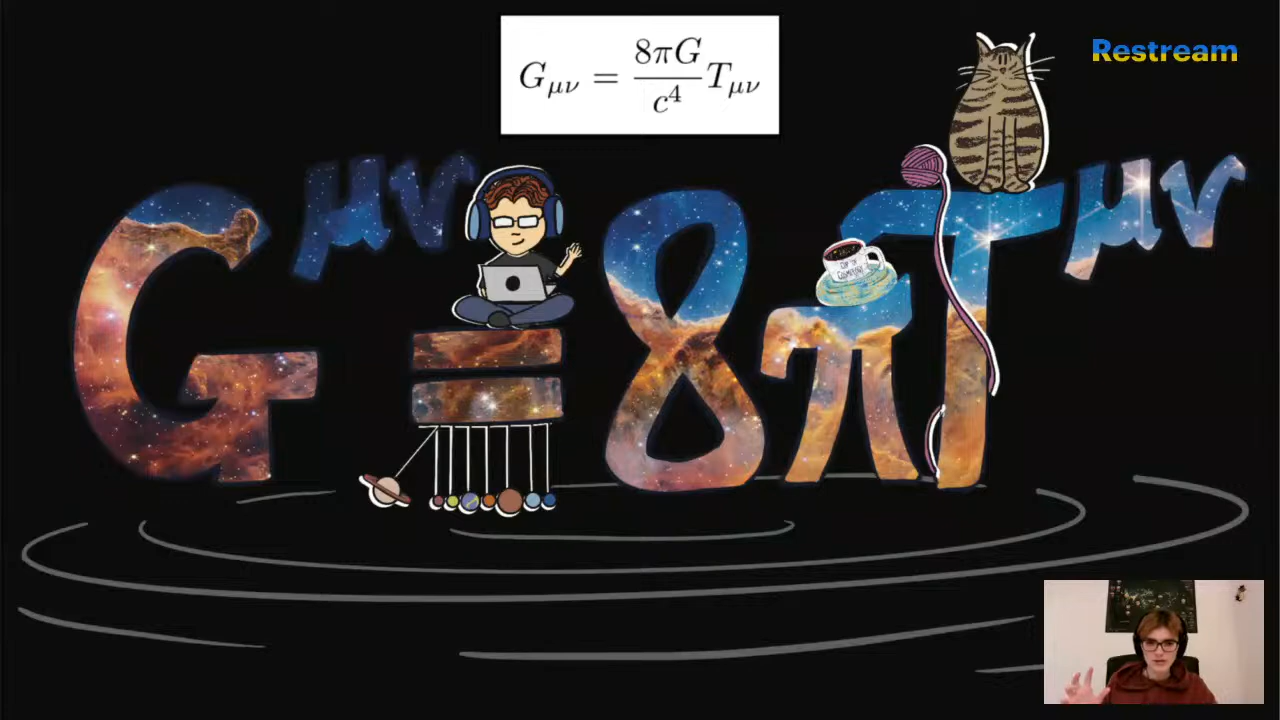 G_{μν} = \frac{8πG}{c^4} T_{μν}
Restream
G^{μν} = 8πT^{μν}